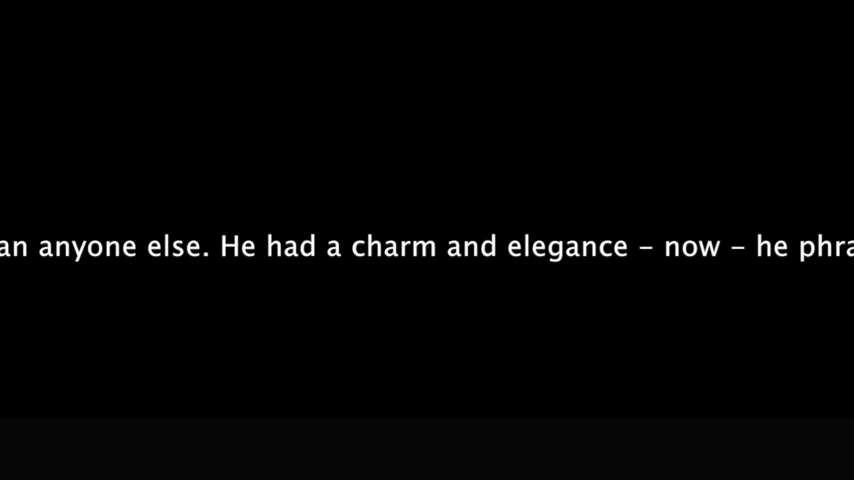 an anyone else. He had a charm and elegance – now – he phra